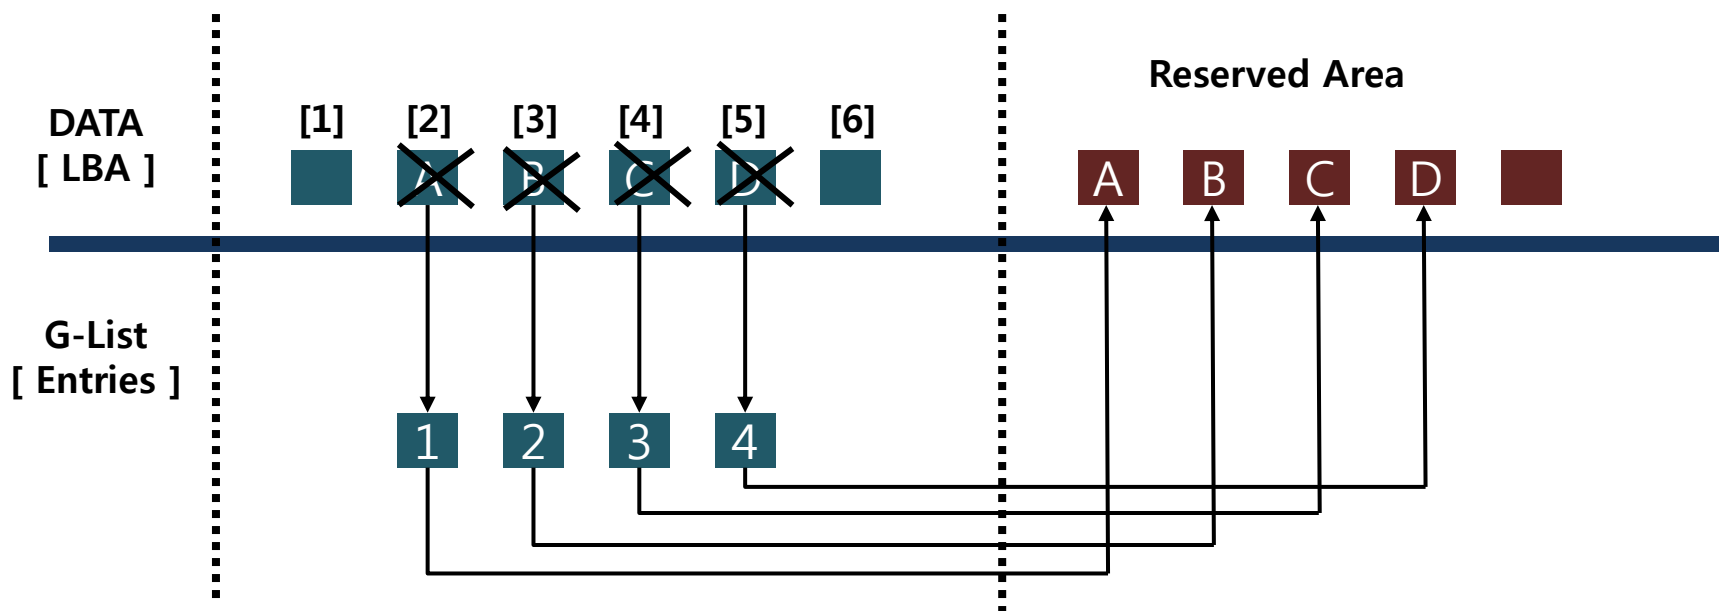 Reserved Area
DATA
[ LBA ]
[1] [2] [3] [4] [5] [6]
A B C D
A B C D
G-List
[ Entries ]
1 2 3 4